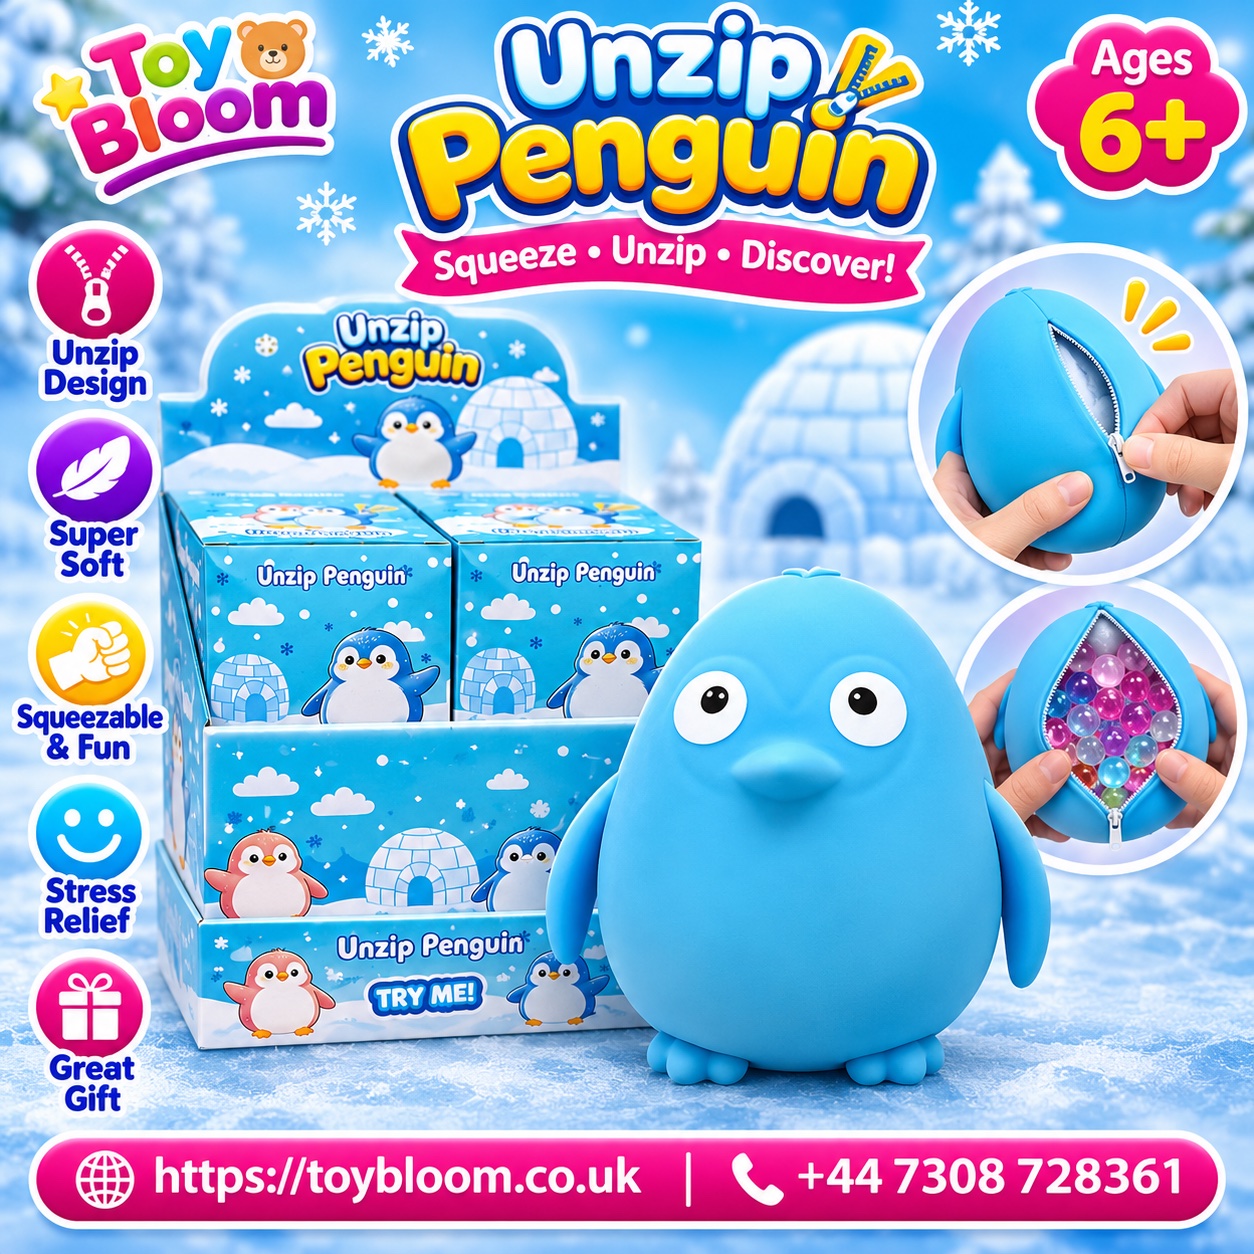 Toy
Bloom
Unzip
Penguin
Squeeze • Unzip • Discover!
Ages
6+
Unzip
Design
Super
Soft
Squeezable
& Fun
Stress
Relief
Great
Gift
Unzip
Penguin
Unzip Penguin
Unzip Penguin
Unzip Penguin
TRY ME!
https://toybloom.co.uk | +44 7308 728361